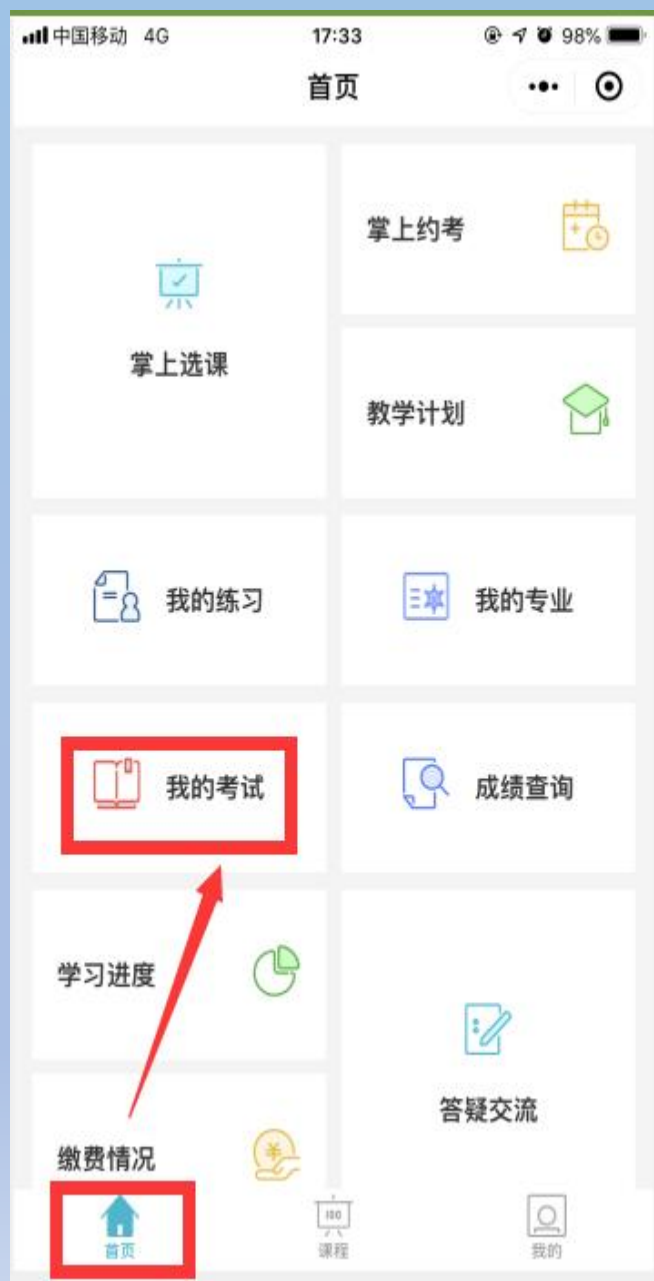 中国移动 4G 17:33 98%
首页
掌上约考
掌上选课
教学计划
我的练习
我的专业
我的考试
成绩查询
学习进度
答疑交流
缴费情况
首页
100
课程
我的